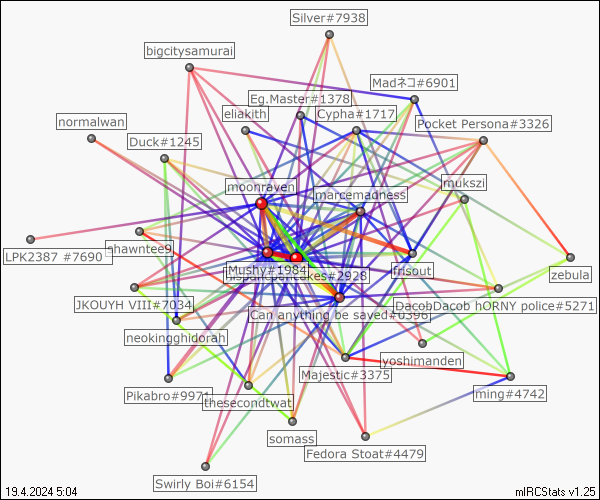 Silver#7938
bigcitysamurai
Madネコ#6901
Eg.Master#1378
eliakith
Cypha#1717
normalwan
Pocket Persona#3326
Duck#1245
mukszi
moonraven
marcemadness
shawntee9
LPK2387 #7690
Mushy#1984
cakes#2928
frisout
zebula
JKOUYH VIII#7034
DacobDacob hORNY police#5271
Can anything be saved#0396
neokingghidorah
yoshimanden
Majestic#3375
Pikabro#9971
thesecondtwat
ming#4742
somass
Fedora Stoat#4479
Swirly Boi#6154
19.4.2024 5:04
mIRCStats v1.25